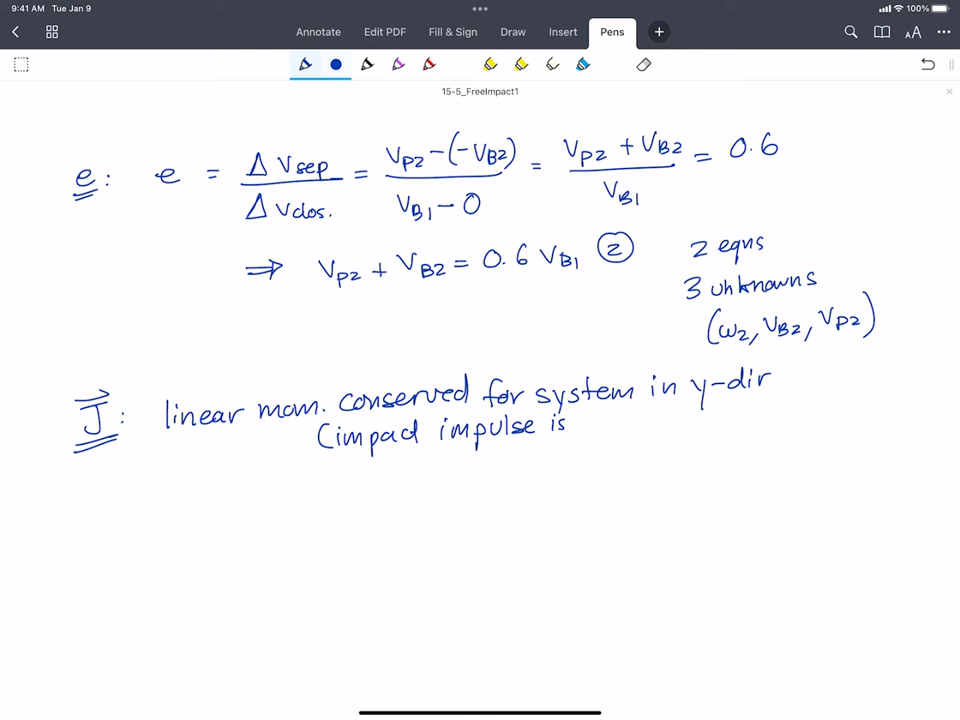 9:41 AM Tue Jan 9
100%
Annotate Edit PDF Fill & Sign Draw Insert Pens
AA
15-5_FreeImpact1
e: e = ΔVsep / ΔVclos. = (VP2 - (-VB2)) / (VB1 - 0) = (VP2 + VB2) / VB1 = 0.6
⇒ VP2 + VB2 = 0.6 VB1 ②
2 eqns
3 unknowns
(ω2, VB2, VP2)
J⃗: linear mom. conserved for system in y-dir
(impact impulse is